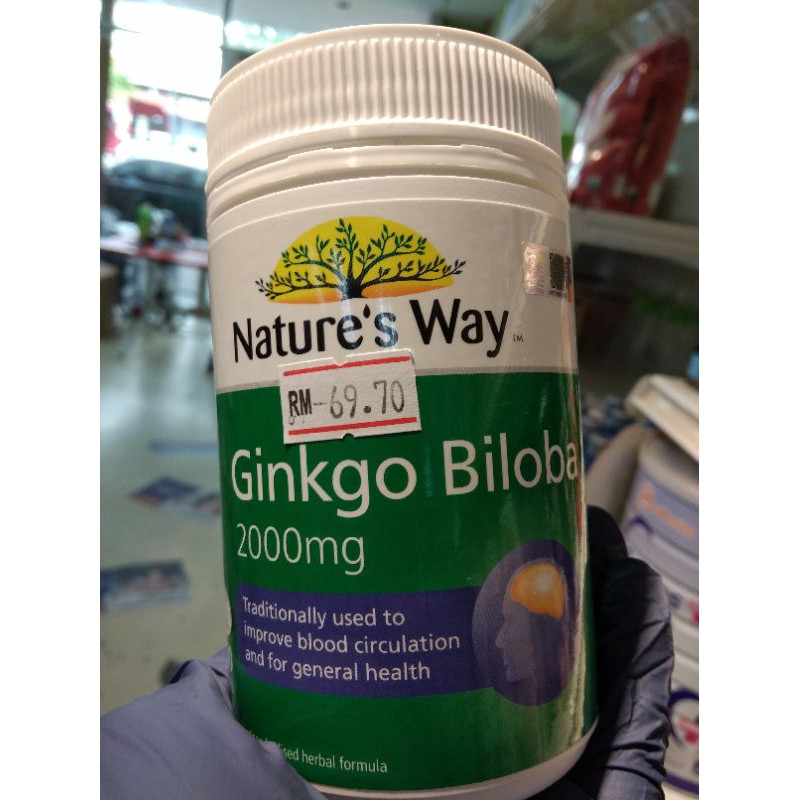 Nature's Way TM
RM-69.70
Ginkgo Biloba
2000mg
Traditionally used to
improve blood circulation
and for general health
herbal formula